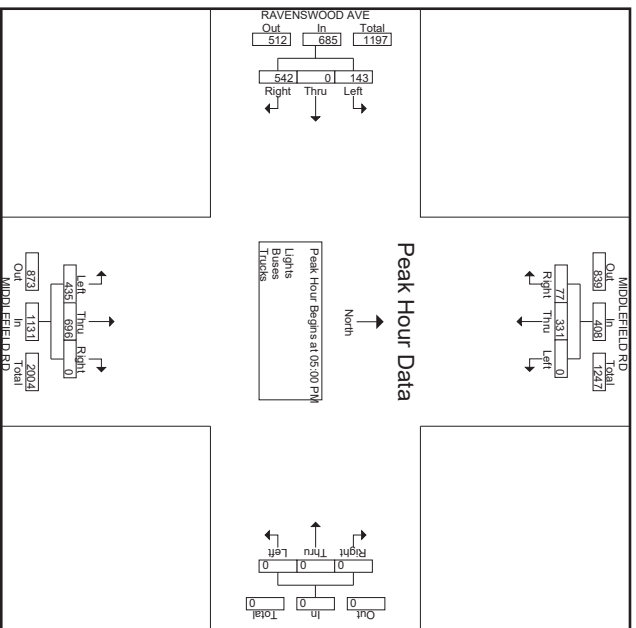 RAVENSWOOD AVE
Out In Total
512 685 1197
542 0 143
Right Thru Left
MIDDLEFIELD RD
Out In Total
873 1131 2004
435 696 0
Left Thru Right
Peak Hour Data
North
Peak Hour Begins at 05:00 PM
Lights
Buses
Trucks
MIDDLEFIELD RD
Out In Total
839 408 1247
77 331 0
Right Thru Left
Right Thru Left
0 0 0
Out In Total
0 0 0